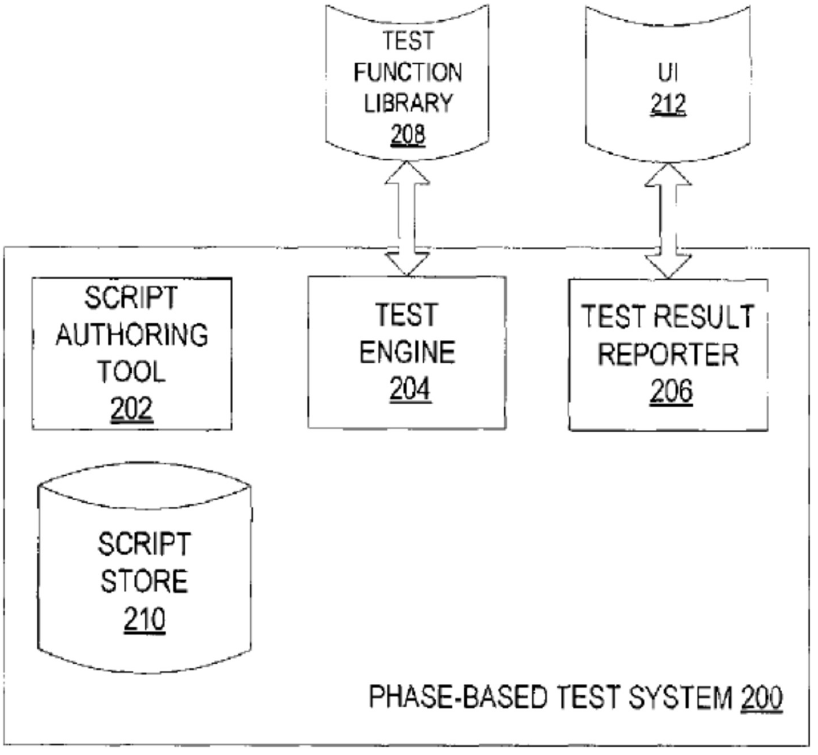 TEST
FUNCTION
LIBRARY
208
UI
212
SCRIPT
AUTHORING
TOOL
202
TEST
ENGINE
204
TEST RESULT
REPORTER
206
SCRIPT
STORE
210
PHASE-BASED TEST SYSTEM 200